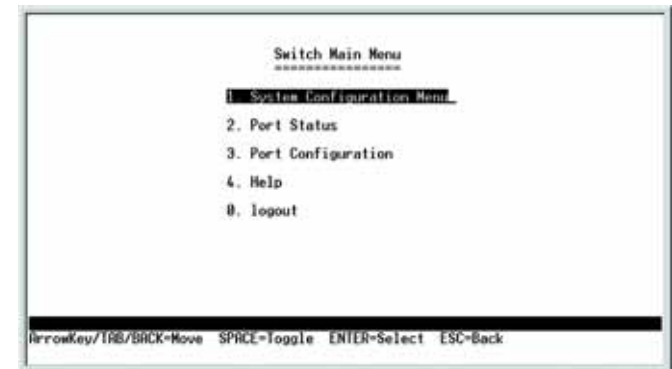 Switch Main Menu
================
1. System Configuration Menu_
2. Port Status
3. Port Configuration
4. Help
0. logout
ArrowKey/TAB/BACK=Move SPACE=Toggle ENTER=Select ESC=Back